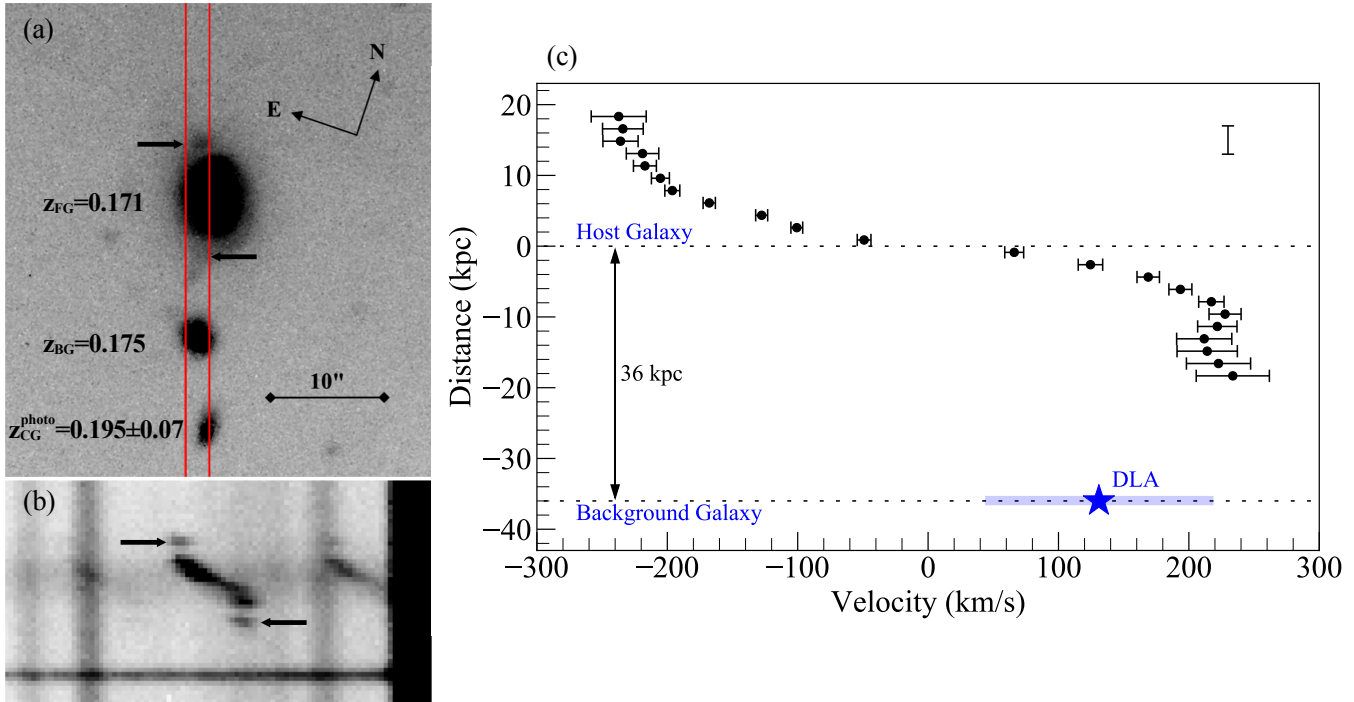 (a)
N
E
z_FG=0.171
z_BG=0.175
10"
z_CG^photo=0.195±0.07
(b)
(c)
20
10
0
−10
−20
−30
−40
Distance (kpc)
Host Galaxy
36 kpc
DLA
Background Galaxy
−300
−200
−100
0
100
200
300
Velocity (km/s)